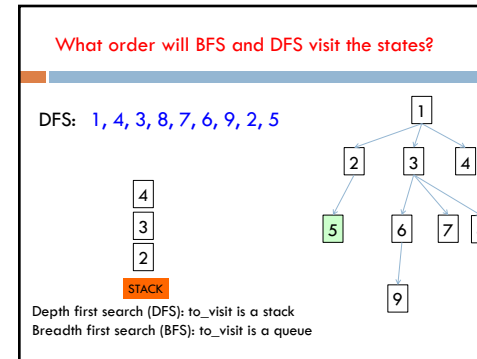 What order will BFS and DFS visit the states?
DFS: 1, 4, 3, 8, 7, 6, 9, 2, 5
1
2 3 4
4
3
2
5 6 7
STACK
9
Depth first search (DFS): to_visit is a stack
Breadth first search (BFS): to_visit is a queue